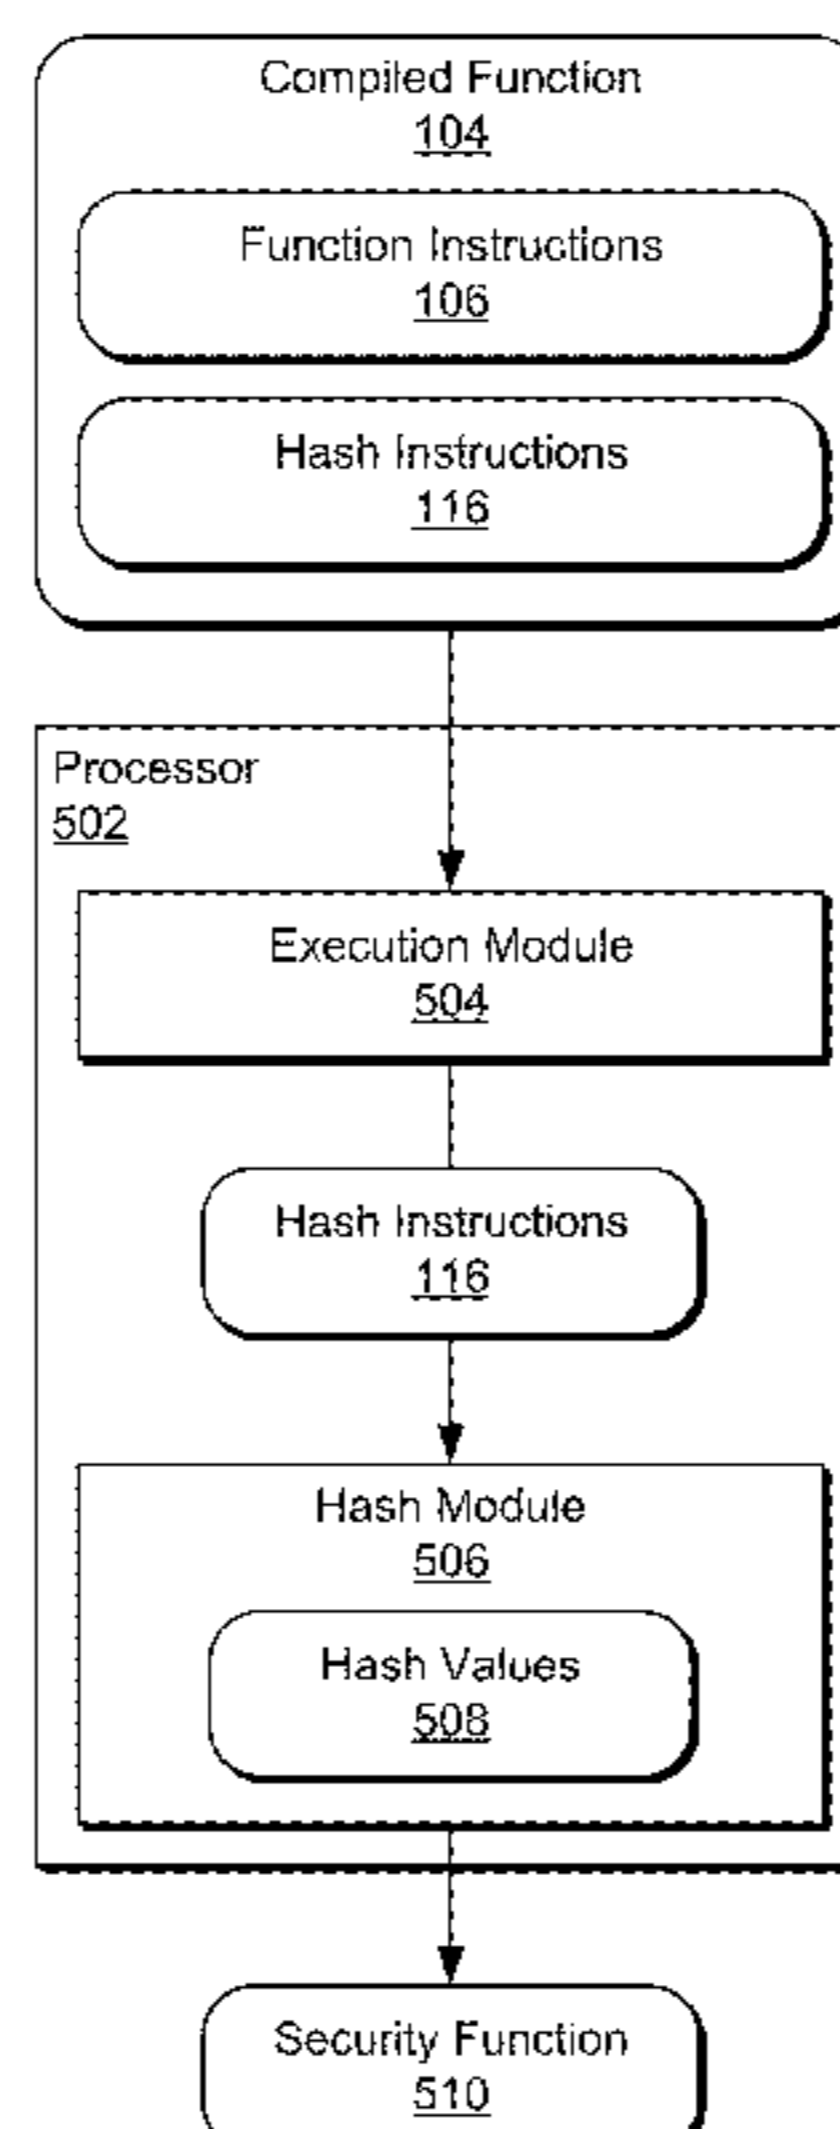 Compiled Function
104
Function Instructions
106
Hash Instructions
116
Processor
502
Execution Module
504
Hash Instructions
116
Hash Module
506
Hash Values
508
Security Function
510